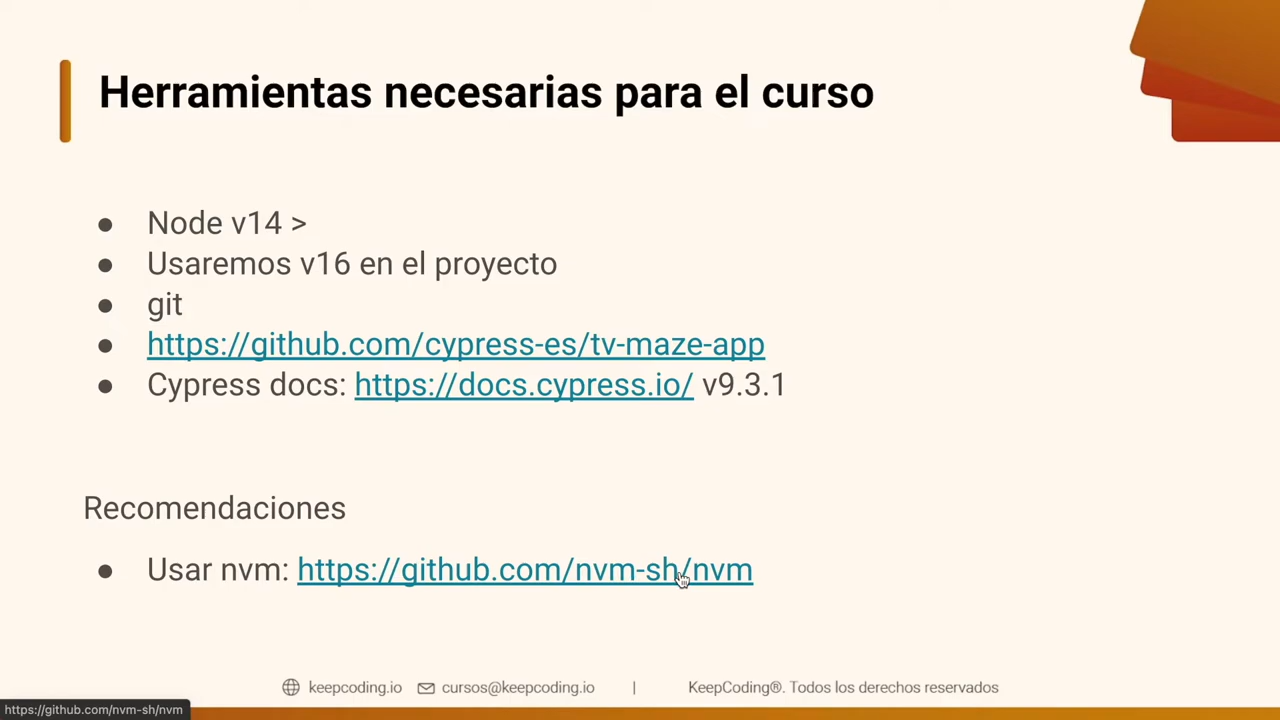 Herramientas necesarias para el curso
● Node v14 >
● Usaremos v16 en el proyecto
● git
● https://github.com/cypress-es/tv-maze-app
● Cypress docs: https://docs.cypress.io/ v9.3.1
Recomendaciones
● Usar nvm: https://github.com/nvm-sh/nvm
keepcoding.io cursos@keepcoding.io | KeepCoding®. Todos los derechos reservados
https://github.com/nvm-sh/nvm